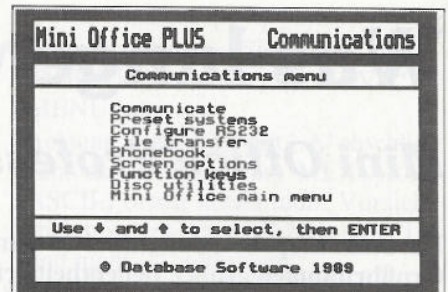 Mini Office PLUS Communications
Communications menu
Communicate
Preset systems
Configure RS232
File transfer
Phonebook
Screen options
Function keys
Disc utilities
Mini Office main menu
Use ↓ and ↑ to select, then ENTER
© Database Software 1989